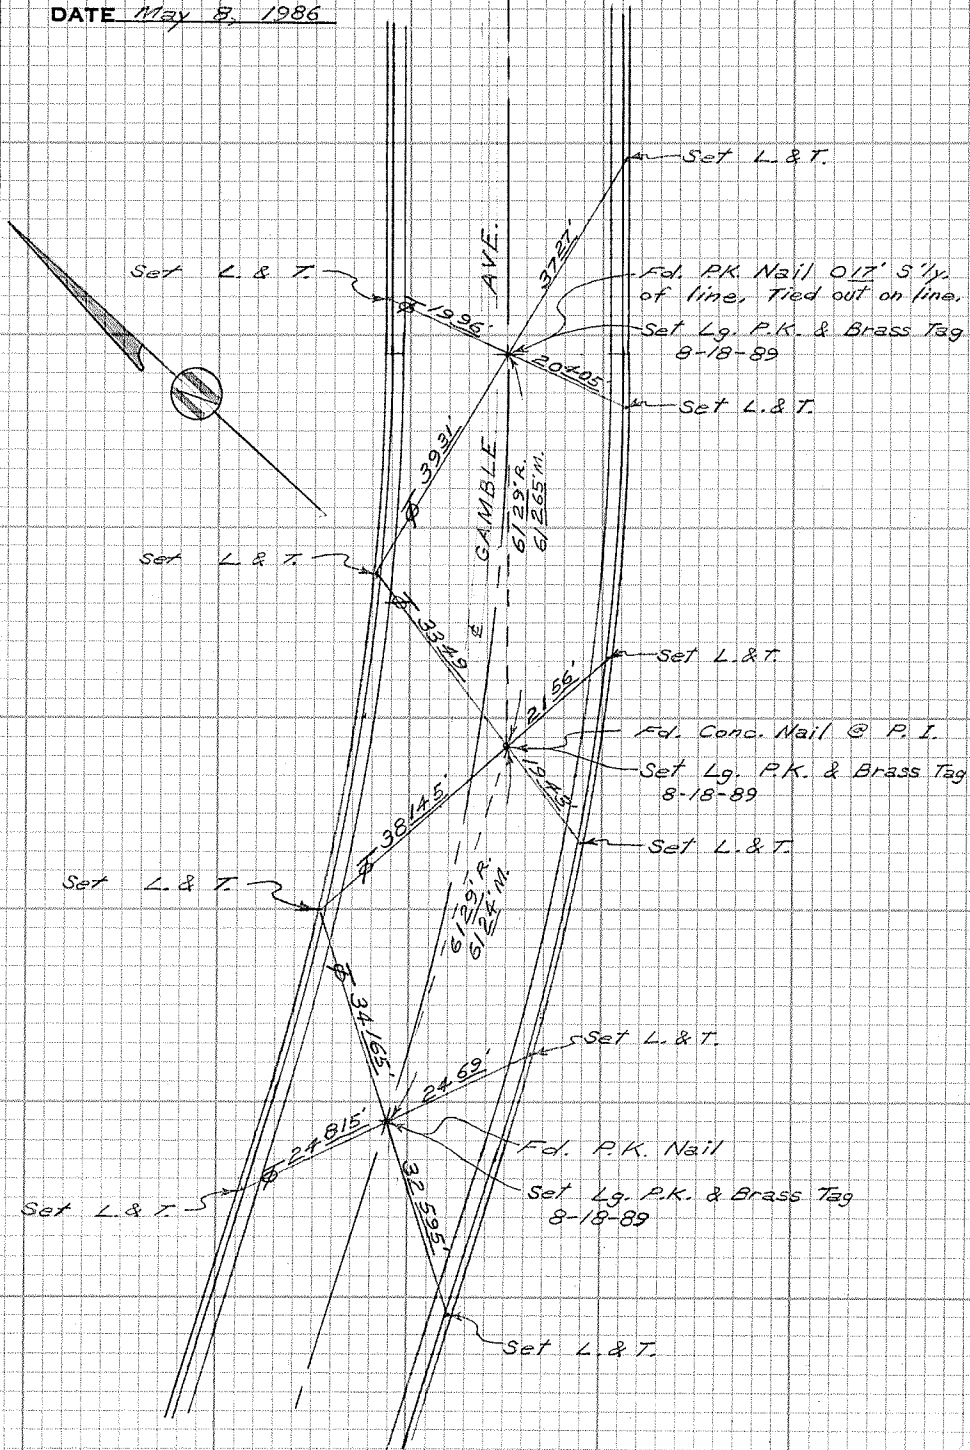 DATE May 8, 1986
Set L. & T.
37 27'
AVE.
Set L. & T.
Fd. P.K. Nail 0 17' S'ly.
of line. Tied out on line.
19 96'
Set Lg. P.K. & Brass Tag
8-18-89
20 405'
Set L. & T.
39 31'
GAMBLE
61 29' R.
61 265' M.
Set L. & T.
33 49'
Set L. & T.
21 56'
Fd. Conc. Nail @ P. I.
Set Lg. P.K. & Brass Tag
8-18-89
38 145'
Set L. & T.
Set L. & T.
61 29' R.
61 24' M.
34 165'
Set L. & T.
24 69'
24 815'
Fd. P.K. Nail
Set Lg. P.K. & Brass Tag
8-18-89
Set L. & T.
32 595'
Set L. & T.